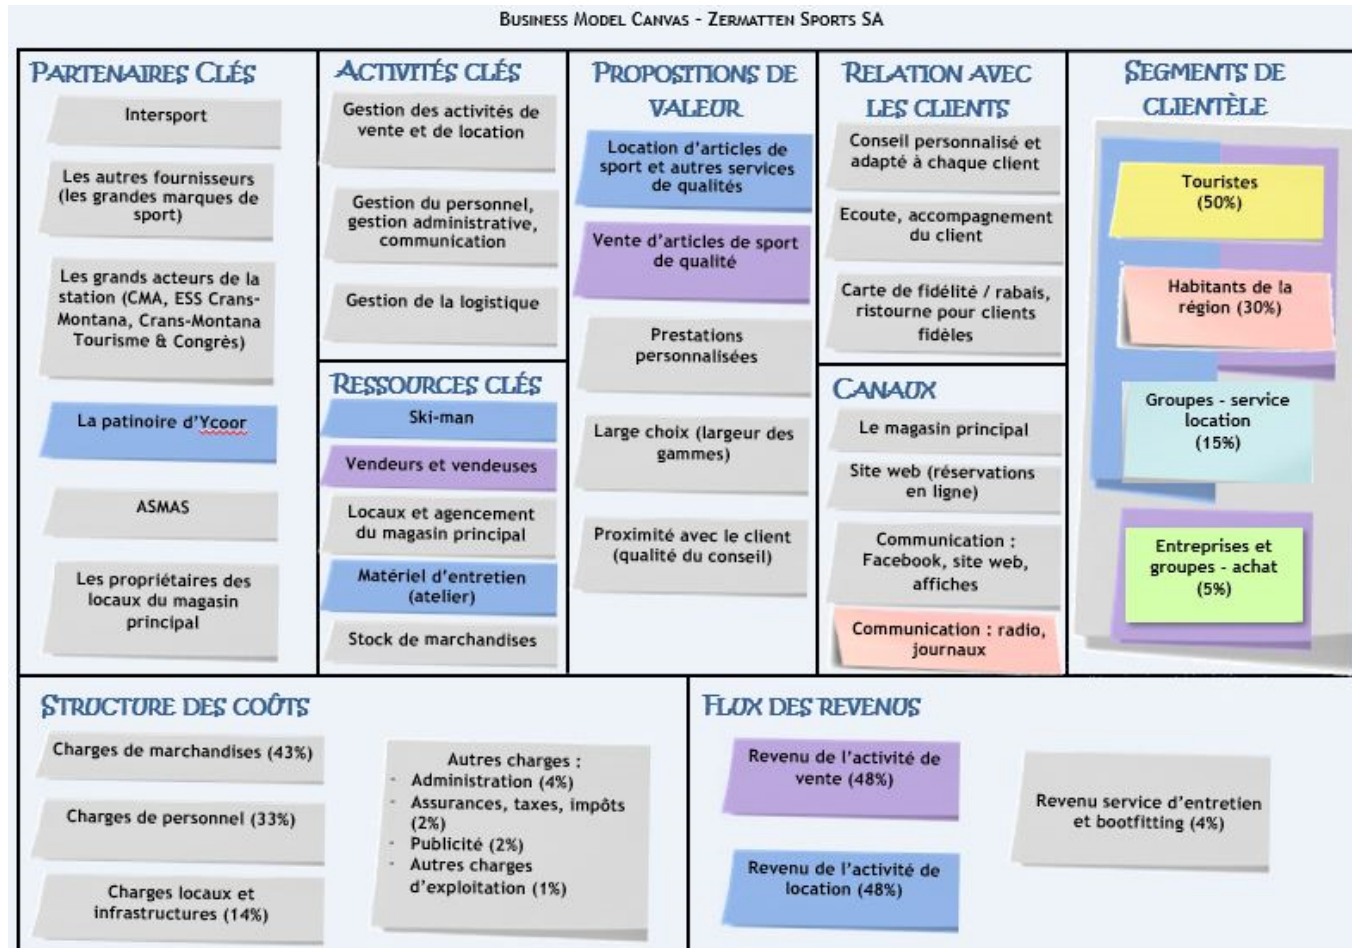 BUSINESS MODEL CANVAS - ZERMATTEN SPORTS SA
PARTENAIRES CLÉS
Intersport
Les autres fournisseurs
(les grandes marques de
sport)
Les grands acteurs de la
station (CMA, ESS Crans-
Montana, Crans-Montana
Tourisme & Congrès)
La patinoire d'Ycoor
ASMAS
Les propriétaires des
locaux du magasin
principal
ACTIVITÉS CLÉS
Gestion des activités de
vente et de location
Gestion du personnel,
gestion administrative,
communication
Gestion de la logistique
RESSOURCES CLÉS
Ski-man
Vendeurs et vendeuses
Locaux et agencement
du magasin principal
Matériel d'entretien
(atelier)
Stock de marchandises
PROPOSITIONS DE
VALEUR
Location d'articles de
sport et autres services
de qualités
Vente d'articles de sport
de qualité
Prestations
personnalisées
Large choix (largeur des
gammes)
Proximité avec le client
(qualité du conseil)
RELATION AVEC
LES CLIENTS
Conseil personnalisé et
adapté à chaque client
Ecoute, accompagnement
du client
Carte de fidélité / rabais,
ristourne pour clients
fidèles
CANAUX
Le magasin principal
Site web (réservations
en ligne)
Communication :
Facebook, site web,
affiches
Communication : radio,
journaux
SEGMENTS DE
CLIENTÈLE
Touristes
(50%)
Habitants de la
région (30%)
Groupes - service
location
(15%)
Entreprises et
groupes - achat
(5%)
STRUCTURE DES COÛTS
Charges de marchandises (43%)
Charges de personnel (33%)
Charges locaux et
infrastructures (14%)
Autres charges :
- Administration (4%)
- Assurances, taxes, impôts
(2%)
- Publicité (2%)
- Autres charges
d'exploitation (1%)
FLUX DES REVENUS
Revenu de l'activité de
vente (48%)
Revenu de l'activité de
location (48%)
Revenu service d'entretien
et bootfitting (4%)